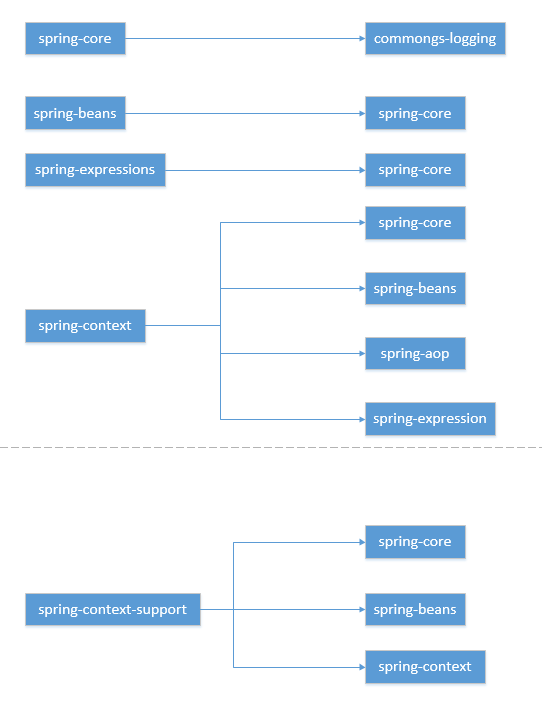 spring-core
commongs-logging
spring-beans
spring-core
spring-expressions
spring-core
spring-context
spring-core
spring-beans
spring-aop
spring-expression
spring-context-support
spring-core
spring-beans
spring-context